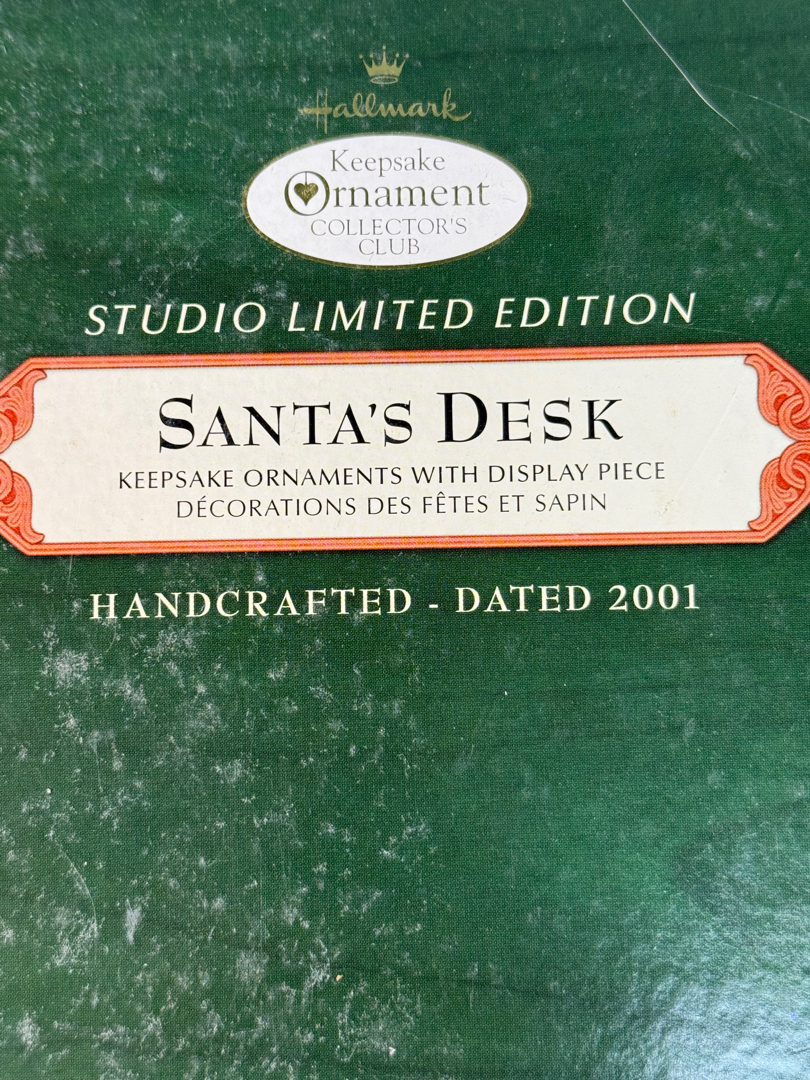 Hallmark
Keepsake
Ornament
COLLECTOR'S
CLUB
STUDIO LIMITED EDITION
SANTA'S DESK
KEEPSAKE ORNAMENTS WITH DISPLAY PIECE
DÉCORATIONS DES FÊTES ET SAPIN
HANDCRAFTED - DATED 2001